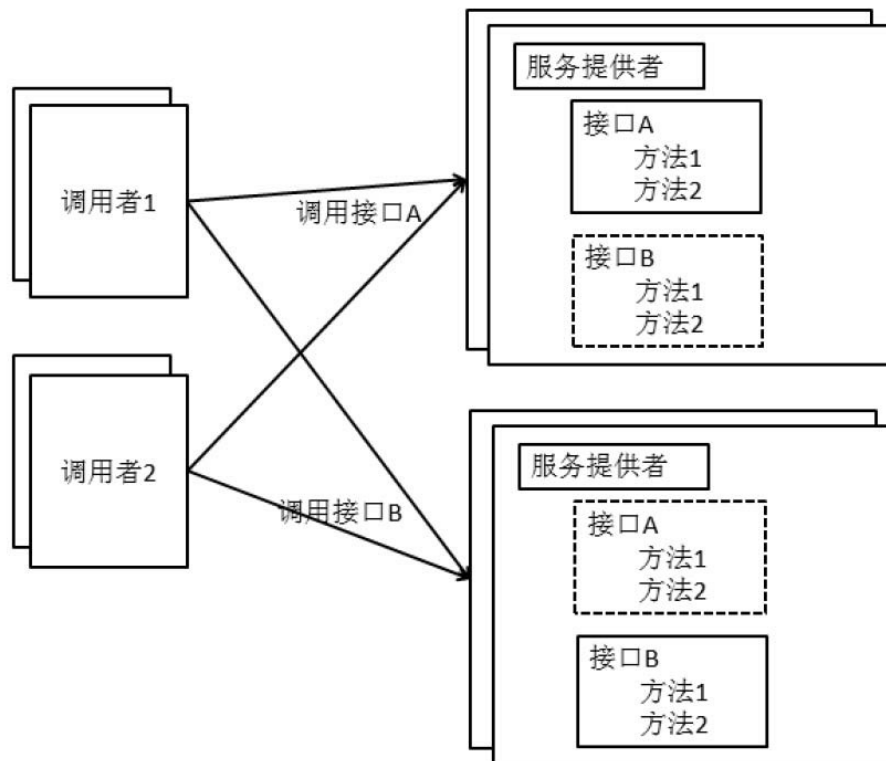 服务提供者
接口A
方法1
方法2
接口B
方法1
方法2
调用者1
调用接口A
调用者2
调用接口B
服务提供者
接口A
方法1
方法2
接口B
方法1
方法2